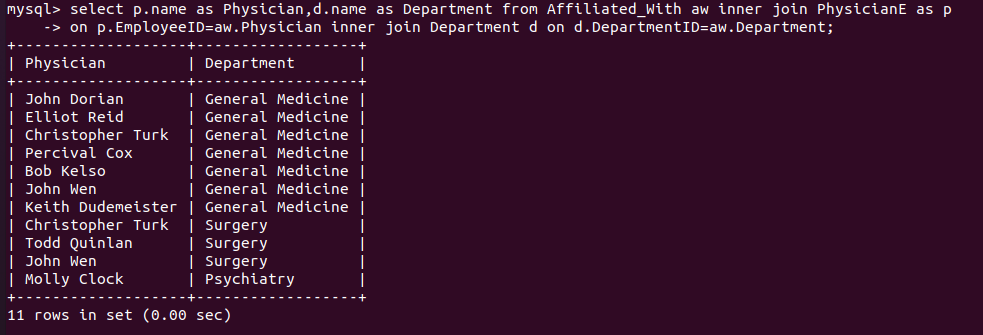 mysql> select p.name as Physician,d.name as Department from Affiliated_With aw inner join PhysicianE as p
    -> on p.EmployeeID=aw.Physician inner join Department d on d.DepartmentID=aw.Department;
+-------------------+------------------+
| Physician         | Department       |
+-------------------+------------------+
| John Dorian       | General Medicine |
| Elliot Reid       | General Medicine |
| Christopher Turk  | General Medicine |
| Percival Cox      | General Medicine |
| Bob Kelso         | General Medicine |
| John Wen          | General Medicine |
| Keith Dudemeister | General Medicine |
| Christopher Turk  | Surgery          |
| Todd Quinlan      | Surgery          |
| John Wen          | Surgery          |
| Molly Clock       | Psychiatry       |
+-------------------+------------------+
11 rows in set (0.00 sec)